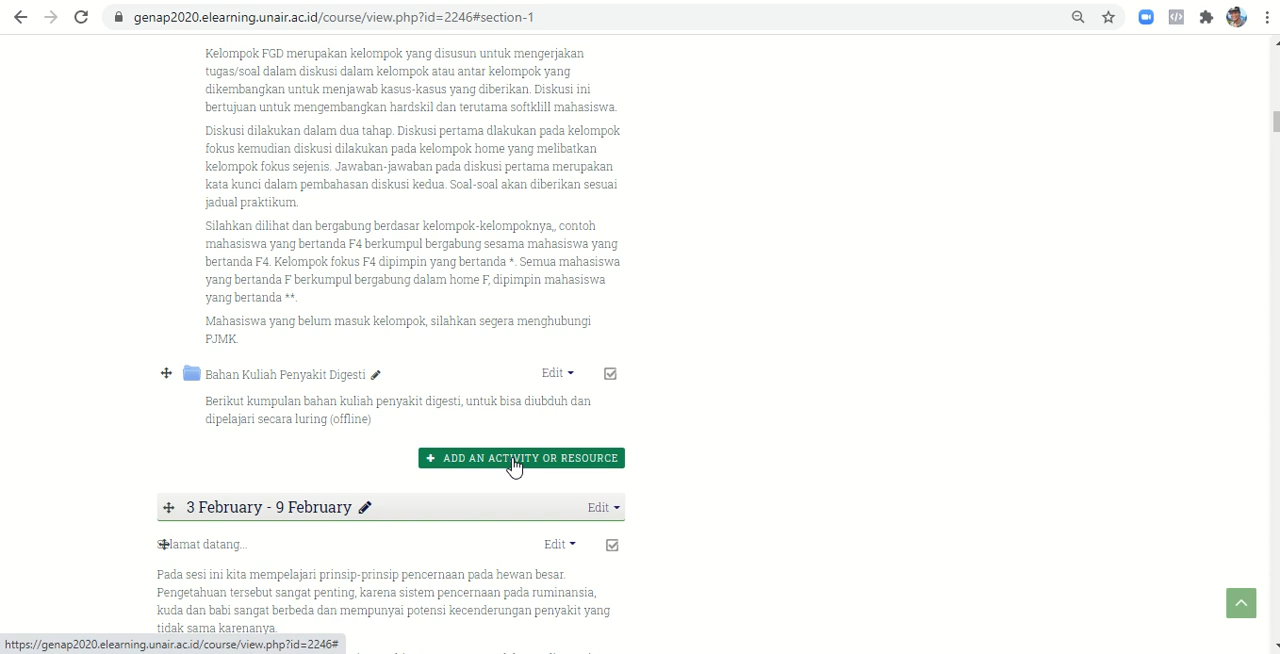 genap2020.elearning.unair.ac.id/course/view.php?id=2246#section-1
Kelompok FGD merupakan kelompok yang disusun untuk mengerjakan
tugas/soal dalam diskusi dalam kelompok atau antar kelompok yang
dikembangkan untuk menjawab kasus-kasus yang diberikan. Diskusi ini
bertujuan untuk mengembangkan hardskil dan terutama softklill mahasiswa.
Diskusi dilakukan dalam dua tahap. Diskusi pertama dlakukan pada kelompok
fokus kemudian diskusi dilakukan pada kelompok home yang melibatkan
kelompok fokus sejenis. Jawaban-jawaban pada diskusi pertama merupakan
kata kunci dalam pembahasan diskusi kedua. Soal-soal akan diberikan sesuai
jadual praktikum.
Silahkan dilihat dan bergabung berdasar kelompok-kelompoknya,, contoh
mahasiswa yang bertanda F4 berkumpul bergabung sesama mahasiswa yang
bertanda F4. Kelompok fokus F4 dipimpin yang bertanda *. Semua mahasiswa
yang bertanda F berkumpul bergabung dalam home F, dipimpin mahasiswa
yang bertanda **.
Mahasiswa yang belum masuk kelompok, silahkan segera menghubungi
PJMK.
Bahan Kuliah Penyakit Digesti Edit
Berikut kumpulan bahan kuliah penyakit digesti, untuk bisa diubduh dan
dipelajari secara luring (offline)
+ ADD AN ACTIVITY OR RESOURCE
3 February - 9 February Edit
Selamat datang... Edit
Pada sesi ini kita mempelajari prinsip-prinsip pencernaan pada hewan besar.
Pengetahuan tersebut sangat penting, karena sistem pencernaan pada ruminansia,
kuda dan babi sangat berbeda dan mempunyai potensi kecenderungan penyakit yang
tidak sama karenanya.
https://genap2020.elearning.unair.ac.id/course/view.php?id=2246#